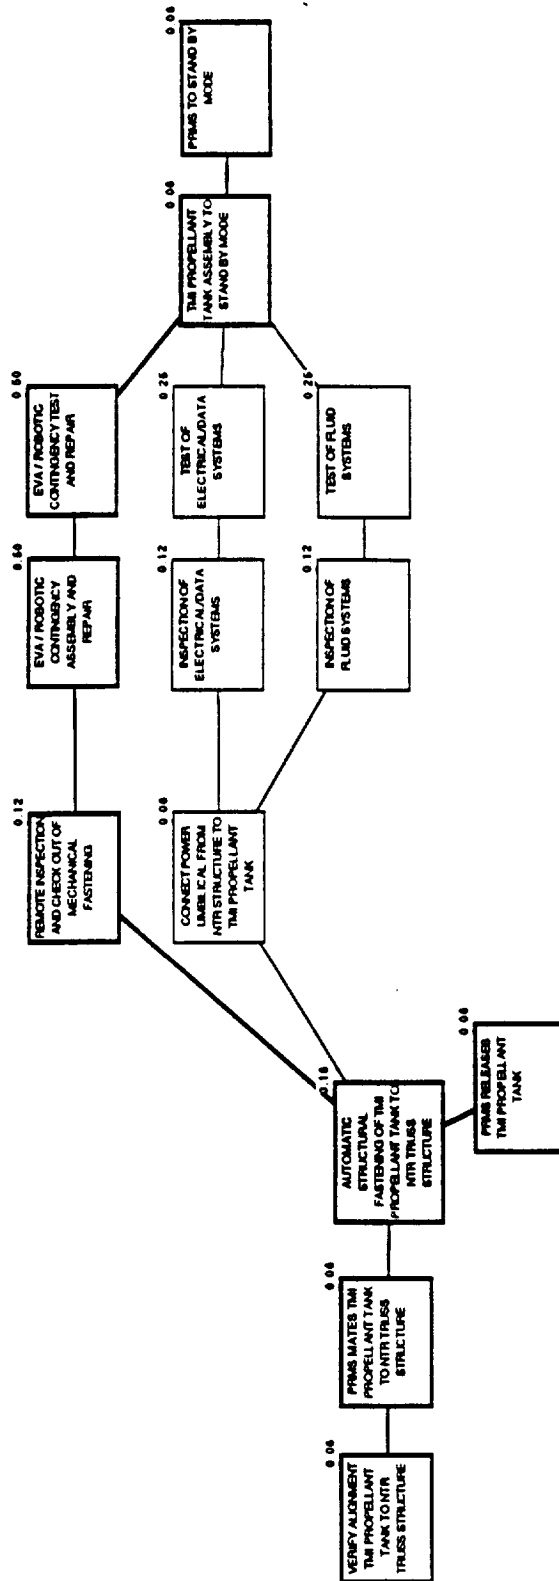 0.06
VERIFY ALIGNMENT
TMI PROPELLANT
TANK TO NTR
TRUSS STRUCTURE
0.06
PRMS MATES TMI
PROPELLANT TANK
TO NTR TRUSS
STRUCTURE
0.16
AUTOMATIC
STRUCTURAL
FASTENING OF TMI
PROPELLANT TANK TO
NTR TRUSS
STRUCTURE
0.06
PRMS RELEASES
TMI PROPELLANT
TANK
0.12
REMOTE INSPECTION
AND CHECK OUT OF
MECHANICAL
FASTENING
0.50
EVA / ROBOTIC
CONTINGENCY
ASSEMBLY AND
REPAIR
0.50
EVA / ROBOTIC
CONTINGENCY TEST
AND REPAIR
0.06
CONNECT POWER
UMBILICAL FROM
NTR STRUCTURE TO
TMI PROPELLANT
TANK
0.12
INSPECTION OF
ELECTRICAL/DATA
SYSTEMS
0.25
TEST OF
ELECTRICAL/DATA
SYSTEMS
0.12
INSPECTION OF
FLUID SYSTEMS
0.25
TEST OF FLUID
SYSTEMS
0.06
TMI PROPELLANT
TANK ASSEMBLY TO
STAND BY MODE
0.06
PRMS TO STAND BY
MODE